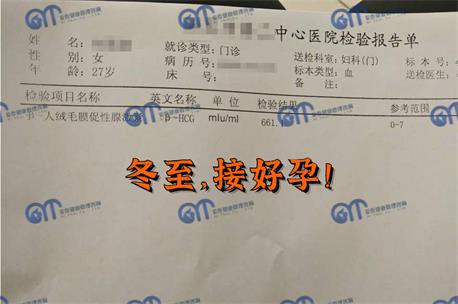 中心医院检验报告单
姓 名：
就诊类型：门诊
送检科室：妇科(门)
标 本：
性 别：女
病 历 号：
标本类型：血
送检医生：
年 龄：27岁
床 号：
备 注：
检验项目名称 英文名称 单 位 检验结果 参考范围
人绒毛膜促性腺激素 β-HCG mlu/ml 661. 0-7
冬至,接好孕!